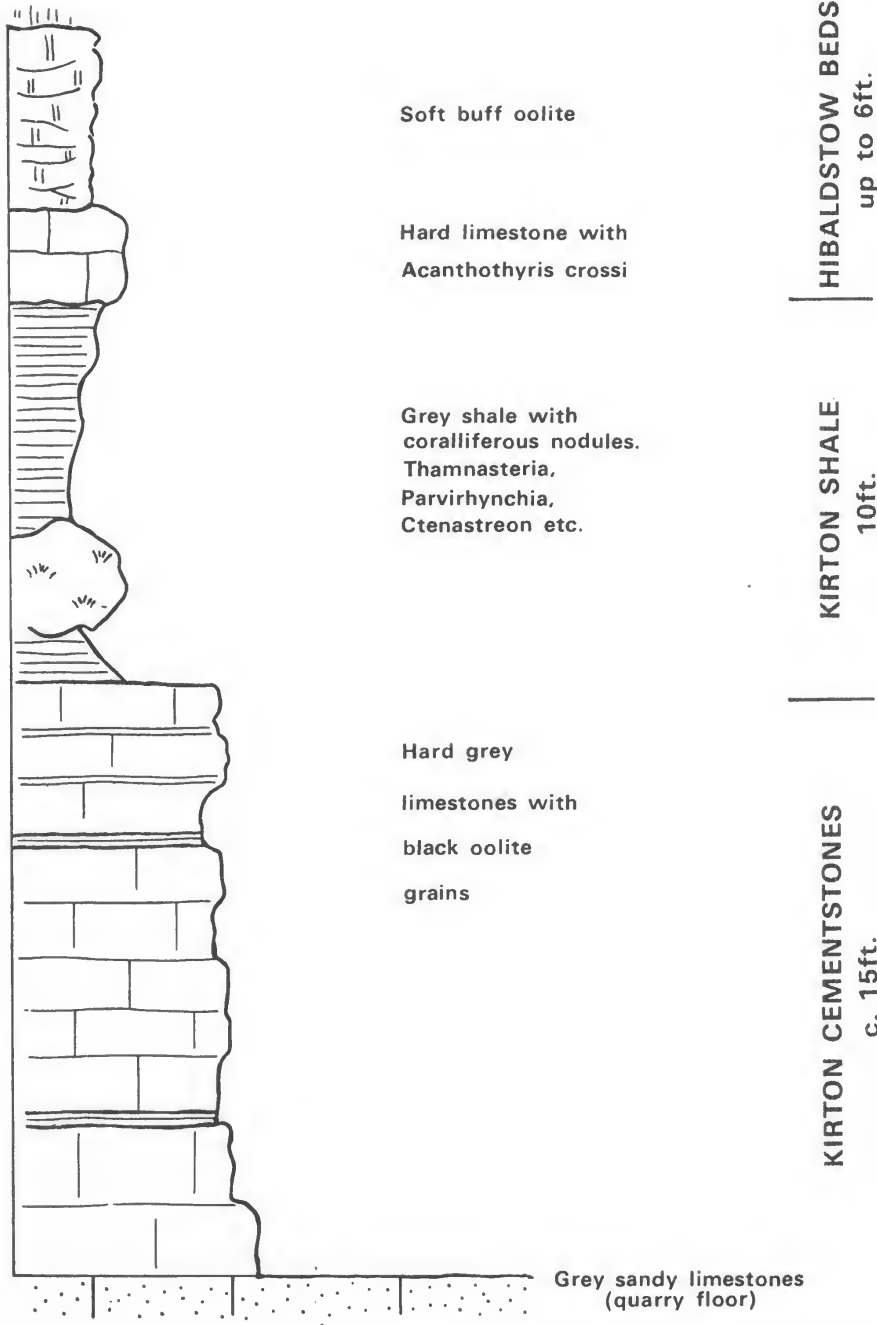 Soft buff oolite
Hard limestone with
Acanthothyris crossi
HIBALDSTOW BEDS
up to 6ft.
Grey shale with
coralliferous nodules.
Thamnasteria,
Parvirhynchia,
Ctenastreon etc.
KIRTON SHALE
10ft.
Hard grey
limestones with
black oolite
grains
KIRTON CEMENTSTONES
c. 15ft.
Grey sandy limestones
(quarry floor)